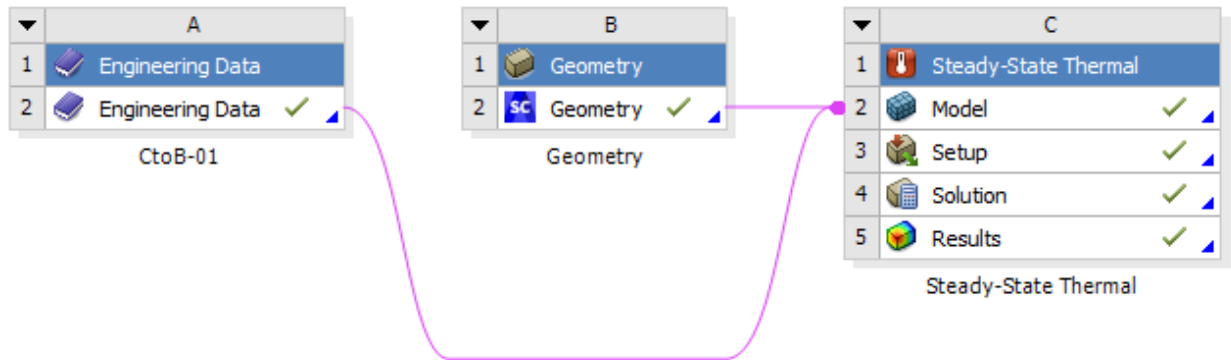 A
1 Engineering Data
2 Engineering Data
CtoB-01
B
1 Geometry
2 SC Geometry
Geometry
C
1 Steady-State Thermal
2 Model
3 Setup
4 Solution
5 Results
Steady-State Thermal